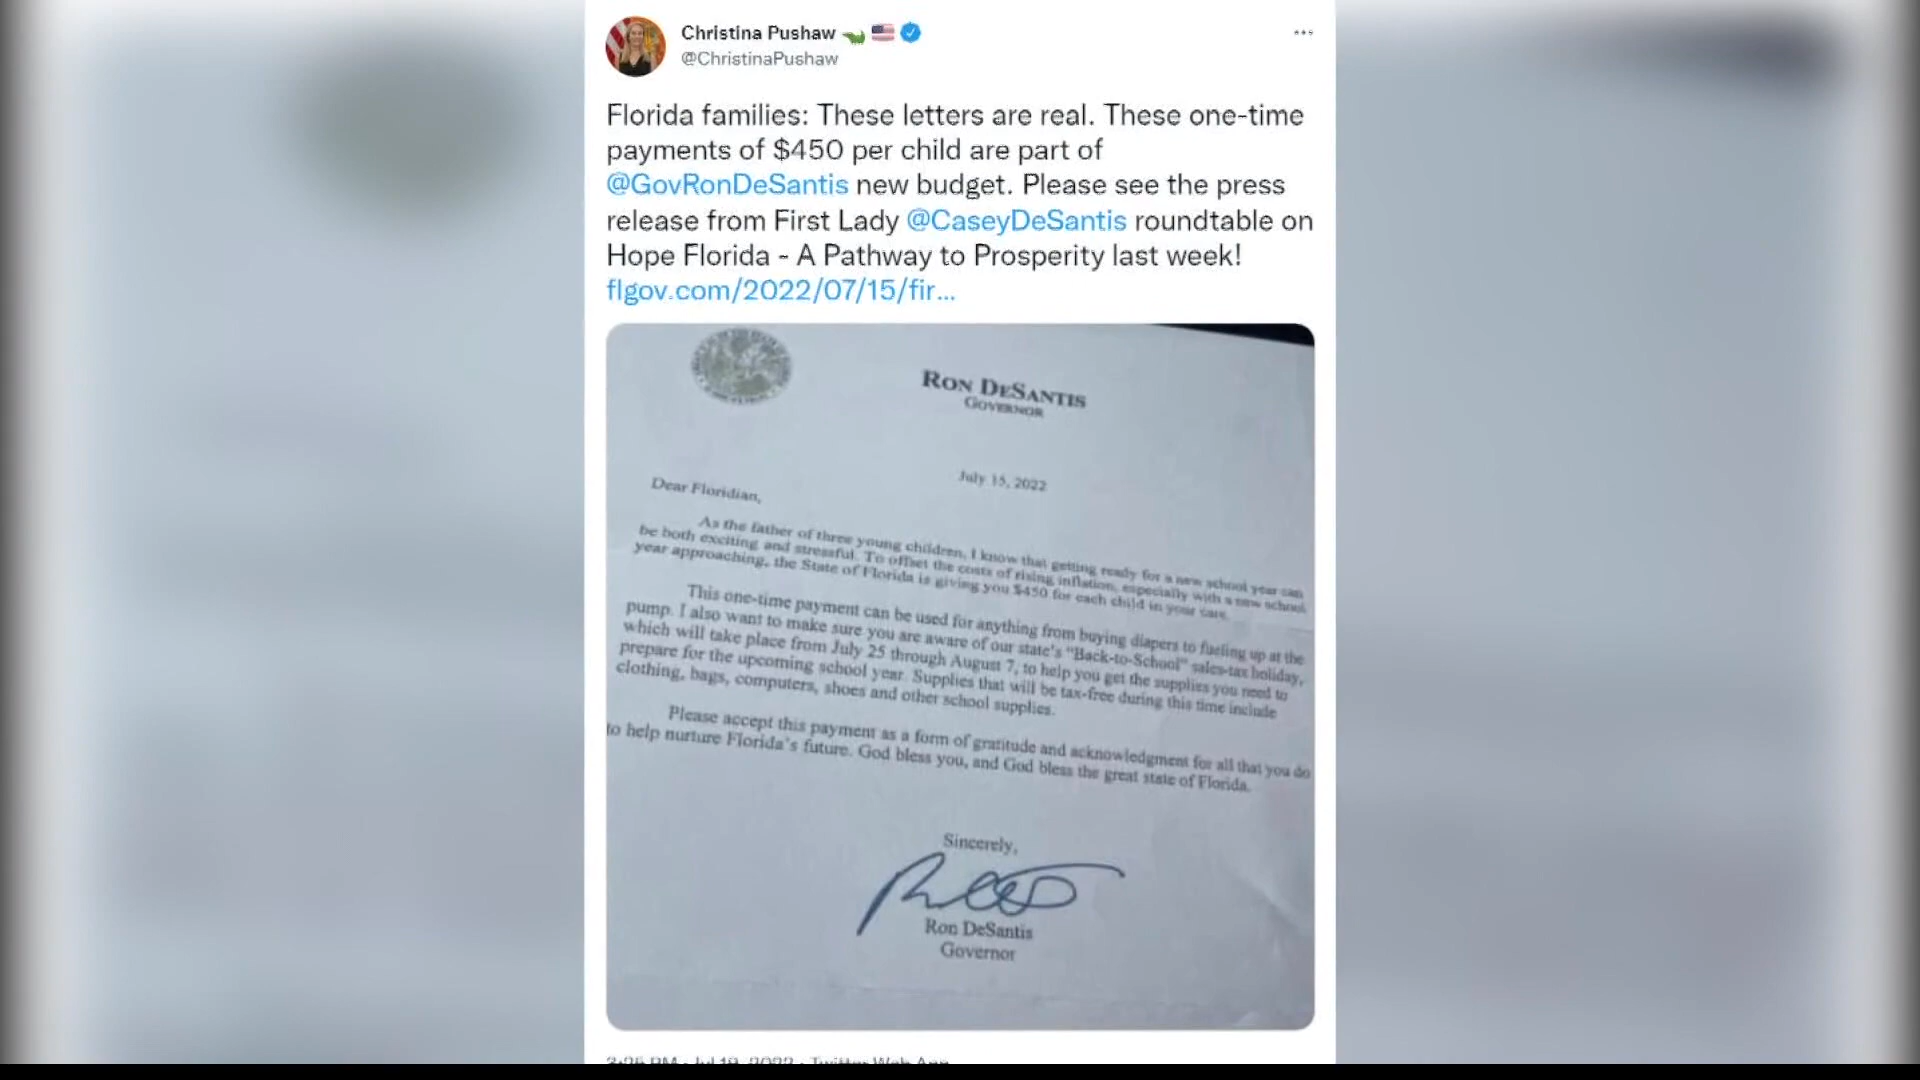 Christina Pushaw
@ChristinaPushaw
Florida families: These letters are real. These one-time
payments of $450 per child are part of
@GovRonDeSantis new budget. Please see the press
release from First Lady @CaseyDeSantis roundtable on
Hope Florida - A Pathway to Prosperity last week!
flgov.com/2022/07/15/fir...
RON DESANTIS
GOVERNOR
July 15, 2022
Dear Floridian,
As the father of three young children, I know that getting ready for a new school year can
be both exciting and stressful. To offset the costs of rising inflation, especially with a new school
year approaching, the State of Florida is giving you $450 for each child in your care.
This one-time payment can be used for anything from buying diapers to fueling up at the
pump. I also want to make sure you are aware of our state's "Back-to-School" sales-tax holiday,
which will take place from July 25 through August 7, to help you get the supplies you need to
prepare for the upcoming school year. Supplies that will be tax-free during this time include
clothing, bags, computers, shoes and other school supplies.
Please accept this payment as a form of gratitude and acknowledgment for all that you do
to help nurture Florida's future. God bless you, and God bless the great state of Florida.
Sincerely,
Ron DeSantis
Governor
3:25 PM · Jul 19, 2022 · Twitter Web App